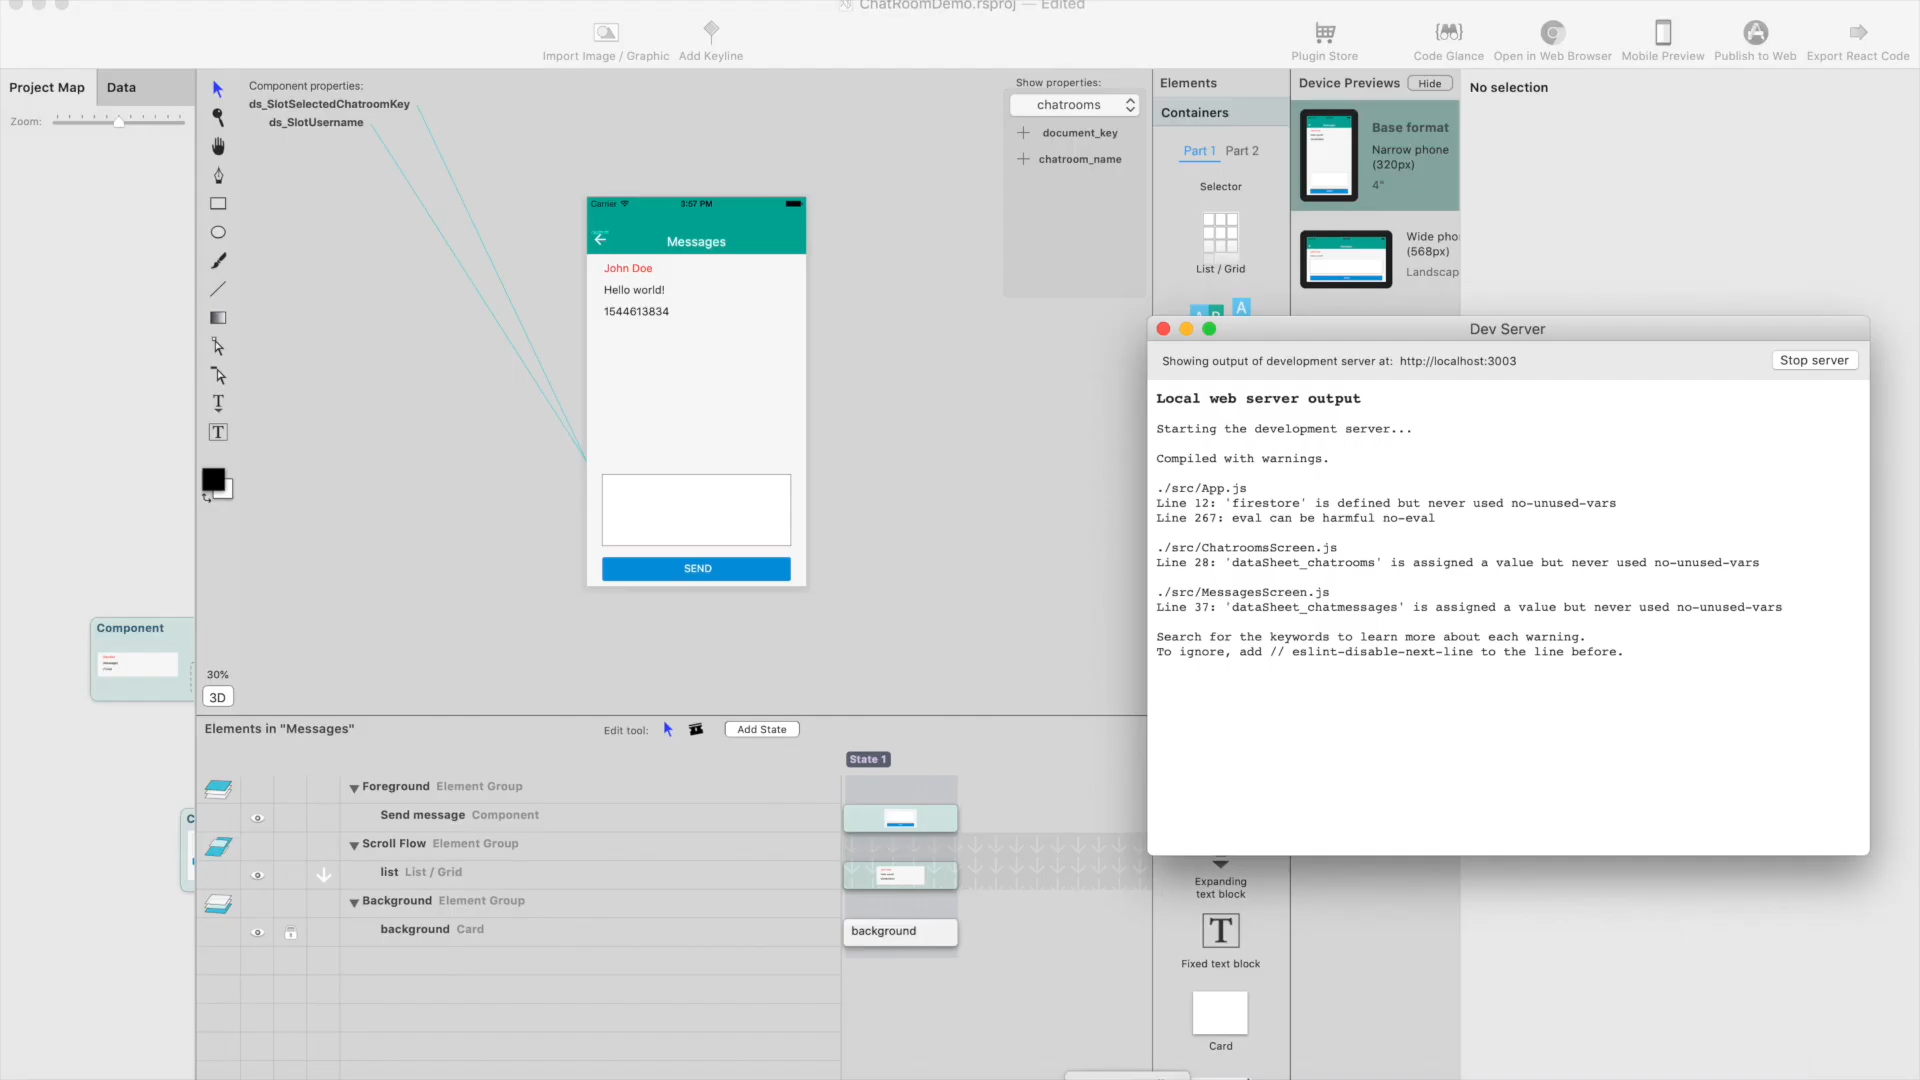 ChatRoomDemo.rsproj — Edited
Import Image / Graphic
Add Keyline
Plugin Store
Code Glance
Open in Web Browser
Mobile Preview
Publish to Web
Export React Code
Project Map
Data
Zoom:
Component properties:
ds_SlotSelectedChatroomKey
ds_SlotUsername
Show properties:
chatrooms
document_key
chatroom_name
Carrier
3:57 PM
Messages
John Doe
Hello world!
1544613834
SEND
Elements
Containers
Part 1
Part 2
Selector
List / Grid
Device Previews
Hide
Base format
Narrow phone
(320px)
4"
Wide pho
(568px)
Landscap
No selection
Dev Server
Showing output of development server at: http://localhost:3003
Stop server
Local web server output
Starting the development server...
Compiled with warnings.
./src/App.js
Line 12: 'firestore' is defined but never used no-unused-vars
Line 267: eval can be harmful no-eval
./src/ChatroomsScreen.js
Line 28: 'dataSheet_chatrooms' is assigned a value but never used no-unused-vars
./src/MessagesScreen.js
Line 37: 'dataSheet_chatmessages' is assigned a value but never used no-unused-vars
Search for the keywords to learn more about each warning.
To ignore, add // eslint-disable-next-line to the line before.
Component
30%
3D
Elements in "Messages"
Edit tool:
Add State
State 1
Foreground Element Group
Send message Component
Scroll Flow Element Group
list List / Grid
Background Element Group
background Card
background
Expanding
text block
Fixed text block
Card